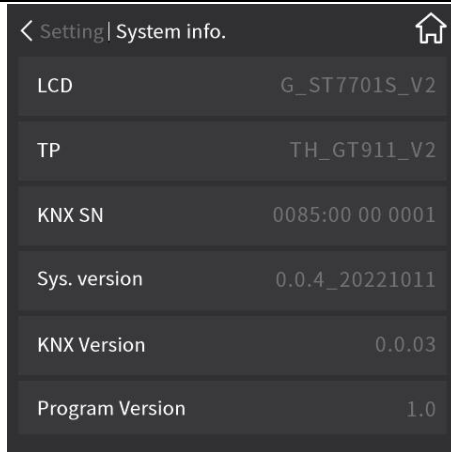 Setting| System info.
LCD G_ST7701S_V2
TP TH_GT911_V2
KNX SN 0085:00 00 0001
Sys. version 0.0.4_20221011
KNX Version 0.0.03
Program Version 1.0